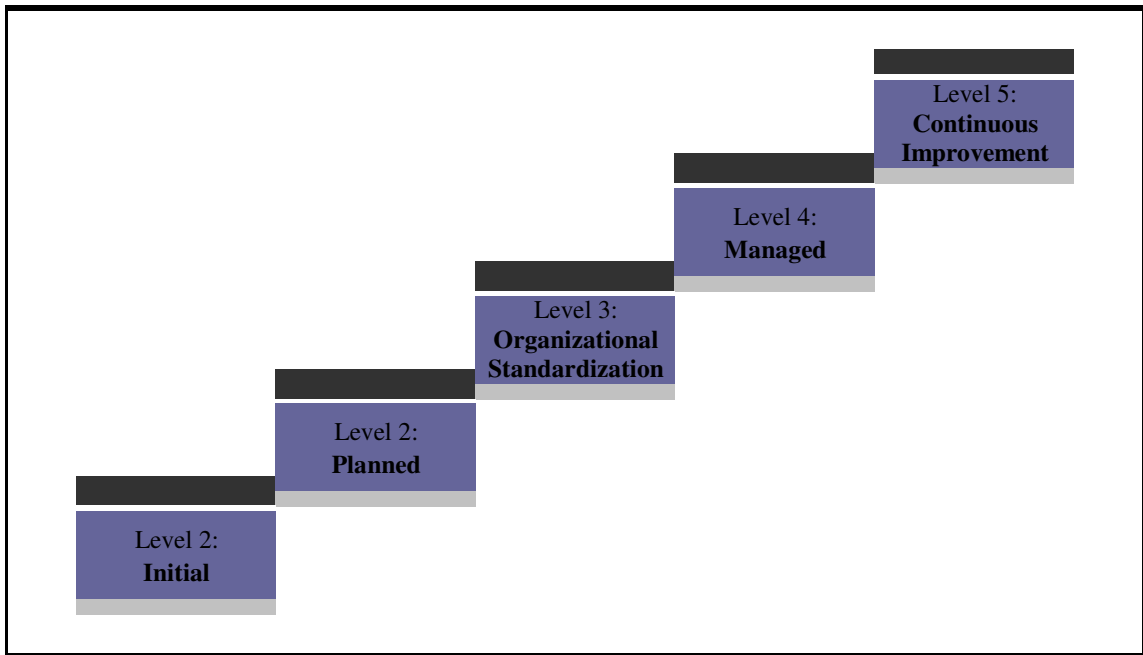 Level 5:
Continuous
Improvement
Level 4:
Managed
Level 3:
Organizational
Standardization
Level 2:
Planned
Level 2:
Initial